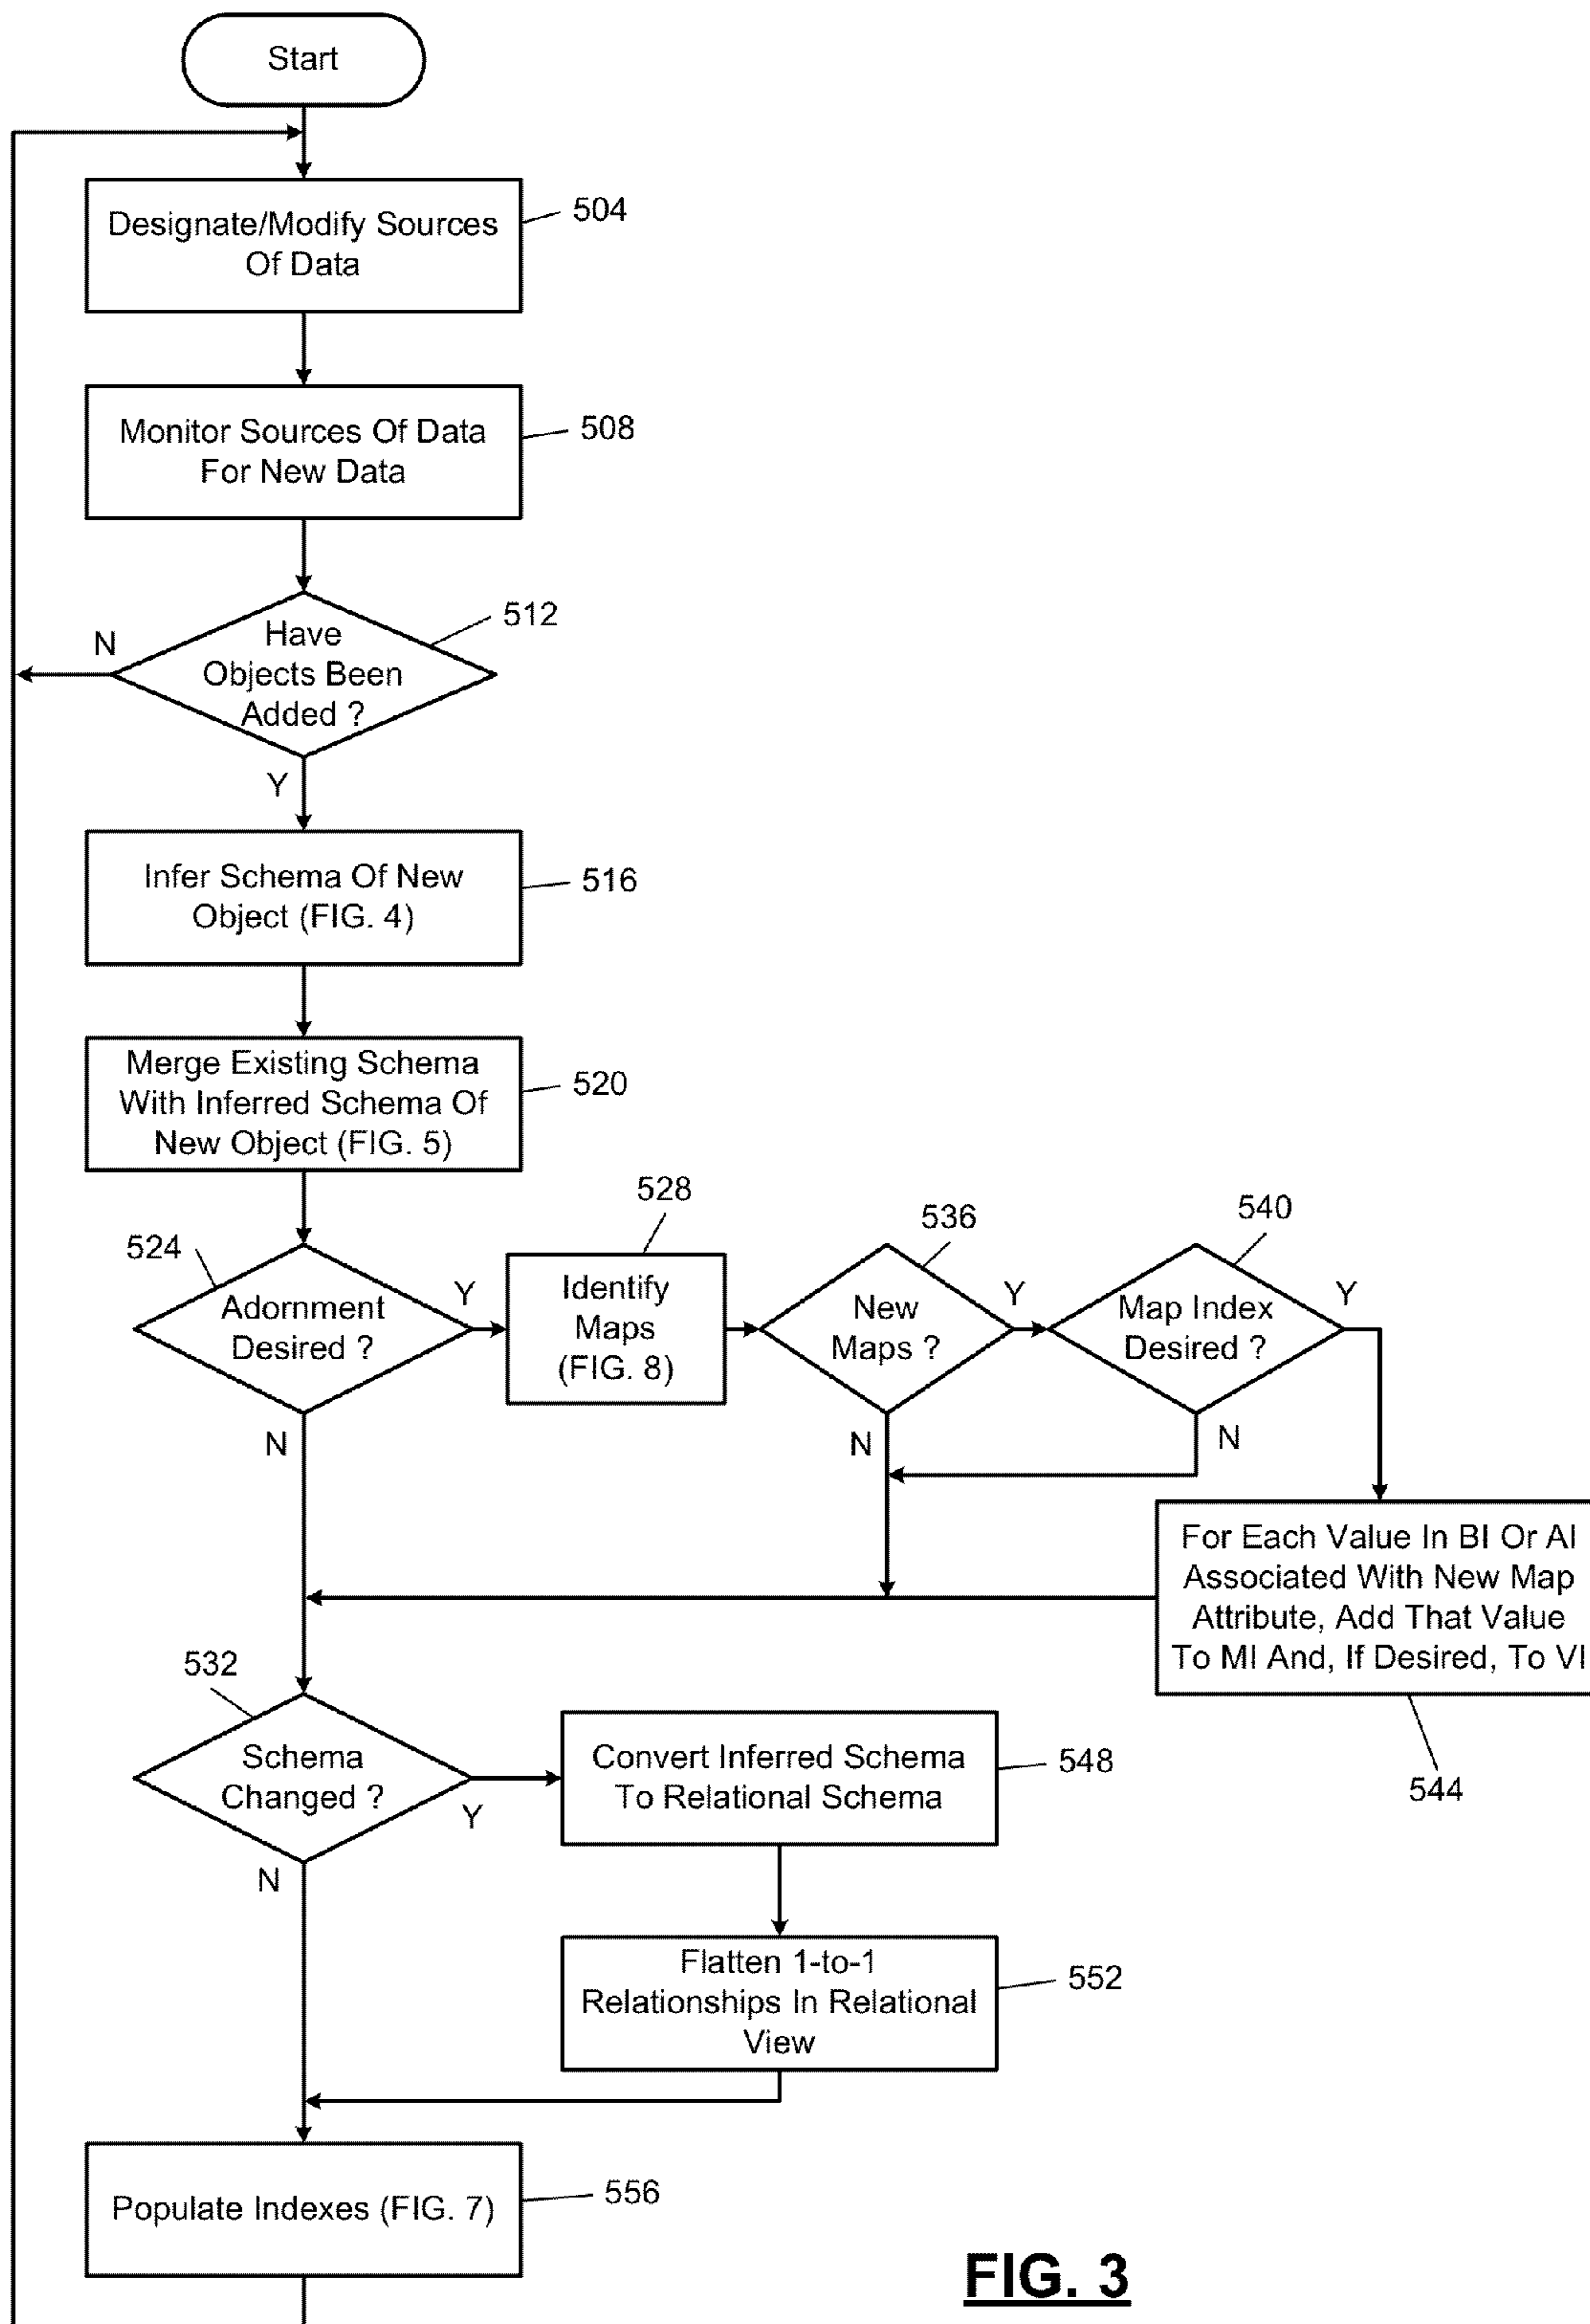 Start
Designate/Modify Sources
Of Data
504
Monitor Sources Of Data
For New Data
508
Have
Objects Been
Added ?
512
N
Y
Infer Schema Of New
Object (FIG. 4)
516
Merge Existing Schema
With Inferred Schema Of
New Object (FIG. 5)
520
524
Adornment
Desired ?
Y
N
528
Identify
Maps
(FIG. 8)
536
New
Maps ?
Y
N
540
Map Index
Desired ?
Y
N
For Each Value In BI Or AI
Associated With New Map
Attribute, Add That Value
To MI And, If Desired, To VI
544
532
Schema
Changed ?
Y
N
Convert Inferred Schema
To Relational Schema
548
Flatten 1-to-1
Relationships In Relational
View
552
Populate Indexes (FIG. 7)
556
FIG. 3